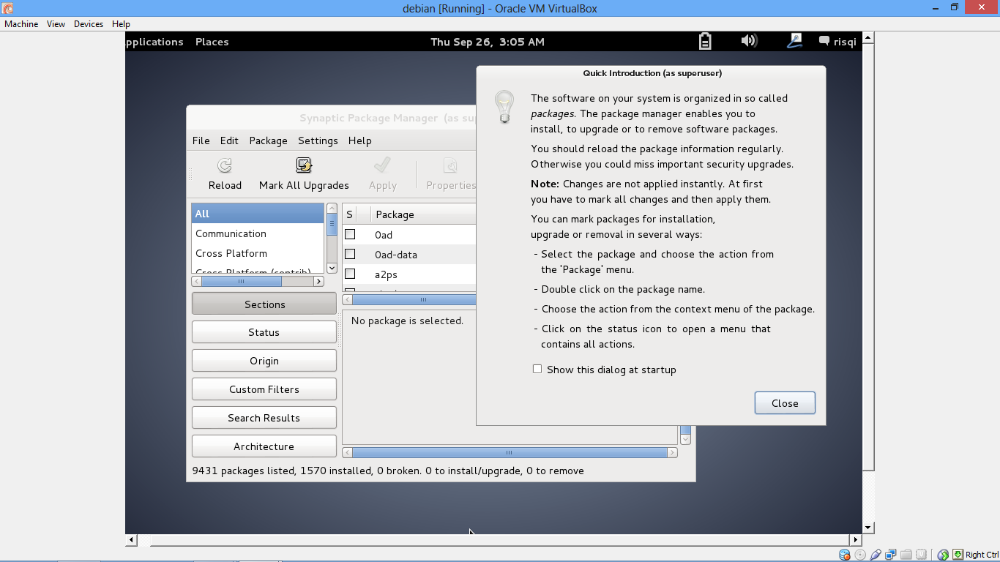 debian [Running] - Oracle VM VirtualBox
Machine View Devices Help
pplications Places Thu Sep 26, 3:05 AM risqi
Quick Introduction (as superuser)
The software on your system is organized in so called
packages. The package manager enables you to
install, to upgrade or to remove software packages.
You should reload the package information regularly.
Otherwise you could miss important security upgrades.
Note: Changes are not applied instantly. At first
you have to mark all changes and then apply them.
You can mark packages for installation,
upgrade or removal in several ways:
- Select the package and choose the action from
the 'Package' menu.
- Double click on the package name.
- Choose the action from the context menu of the package.
- Click on the status icon to open a menu that
contains all actions.
Show this dialog at startup
Close
Synaptic Package Manager (as su
File Edit Package Settings Help
Reload Mark All Upgrades Apply Properties
All
Communication
Cross Platform
Cross Platform (contrib)
S Package
0ad
0ad-data
a2ps
Sections
Status
Origin
Custom Filters
Search Results
Architecture
No package is selected.
9431 packages listed, 1570 installed, 0 broken. 0 to install/upgrade, 0 to remove
Right Ctrl